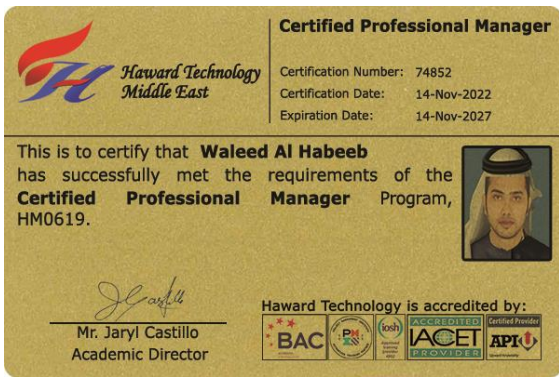 Haward Technology
Middle East
Certified Professional Manager
Certification Number: 74852
Certification Date: 14-Nov-2022
Expiration Date: 14-Nov-2027
This is to certify that Waleed Al Habeeb
has successfully met the requirements of the
Certified Professional Manager Program,
HM0619.
Mr. Jaryl Castillo
Academic Director
Haward Technology is accredited by:
BAC
iosh
ACCREDITED
IACET
PROVIDER
Certified Provider
API